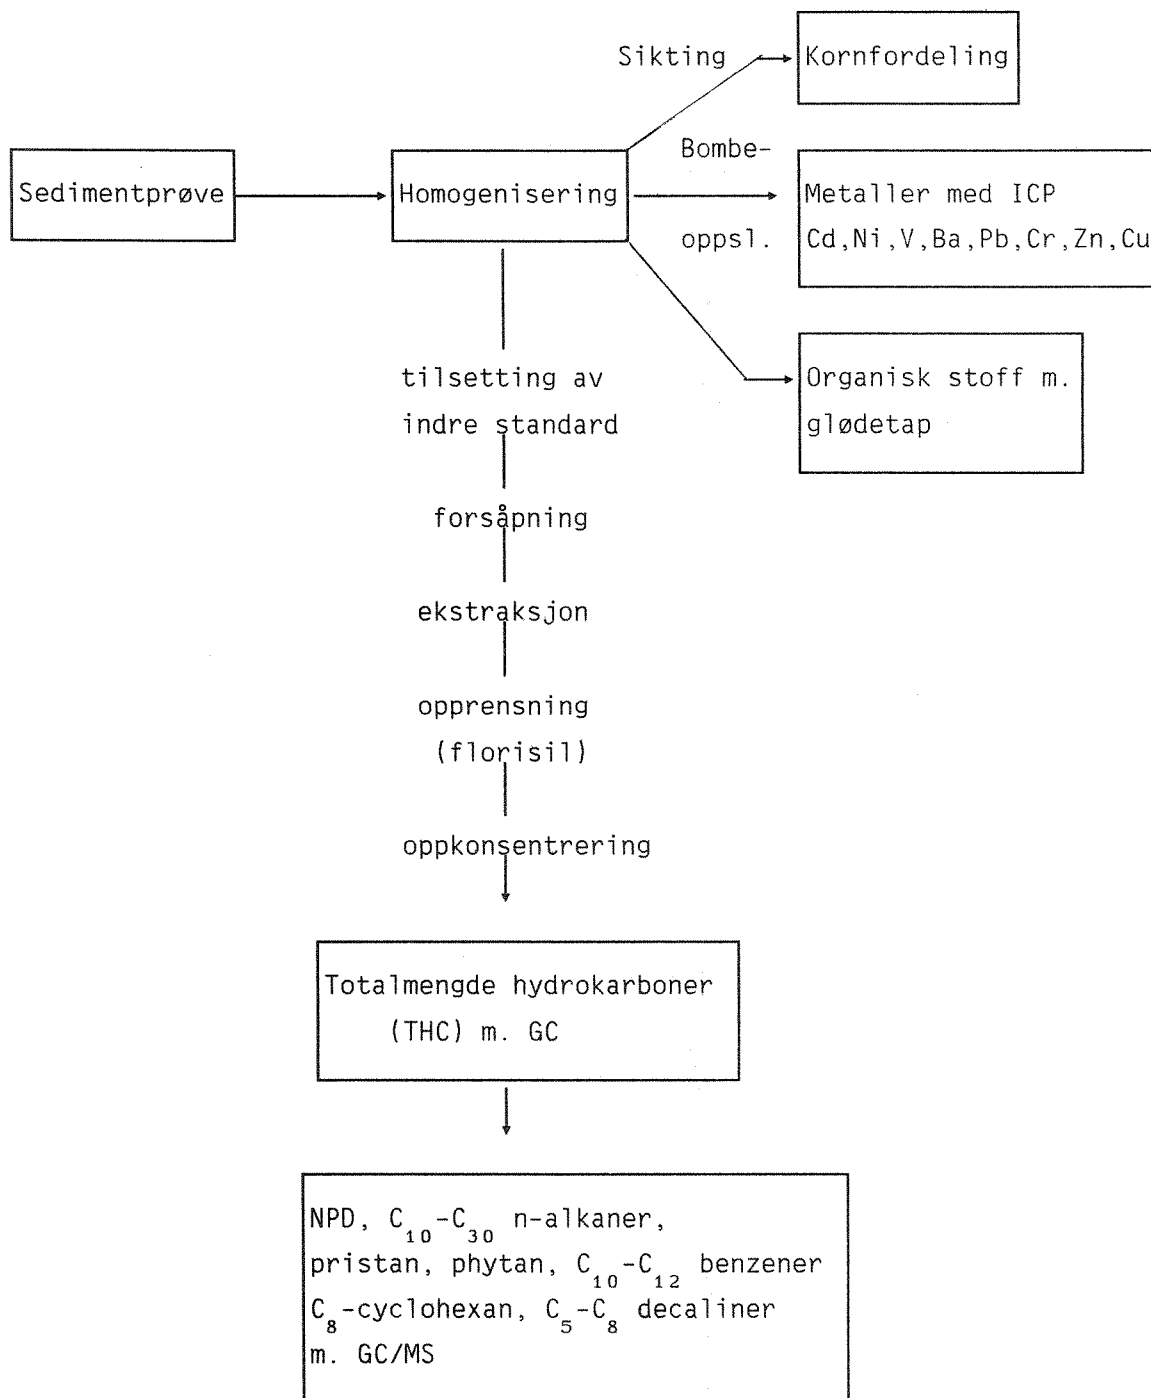 Sikting
Kornfordeling
Sedimentprøve
Homogenisering
Bombe-
oppsl.
Metaller med ICP
Cd,Ni,V,Ba,Pb,Cr,Zn,Cu
Organisk stoff m.
glødetap
tilsetting av
indre standard
forsåpning
ekstraksjon
opprensning
(florisil)
oppkonsentrering
Totalmengde hydrokarboner
(THC) m. GC
NPD, C₁₀-C₃₀ n-alkaner,
pristan, phytan, C₁₀-C₁₂ benzener
C₈-cyclohexan, C₅-C₈ decaliner
m. GC/MS